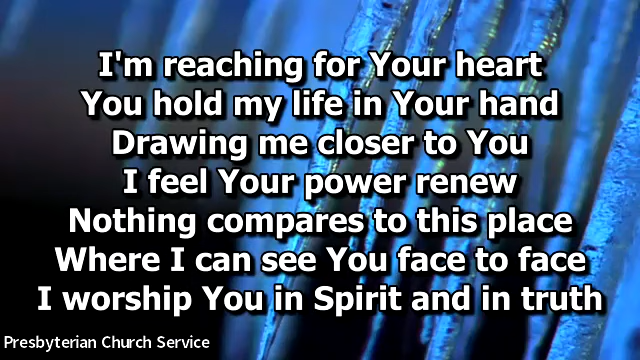 I'm reaching for Your heart
You hold my life in Your hand
Drawing me closer to You
I feel Your power renew
Nothing compares to this place
Where I can see You face to face
I worship You in Spirit and in truth
Presbyterian Church Service